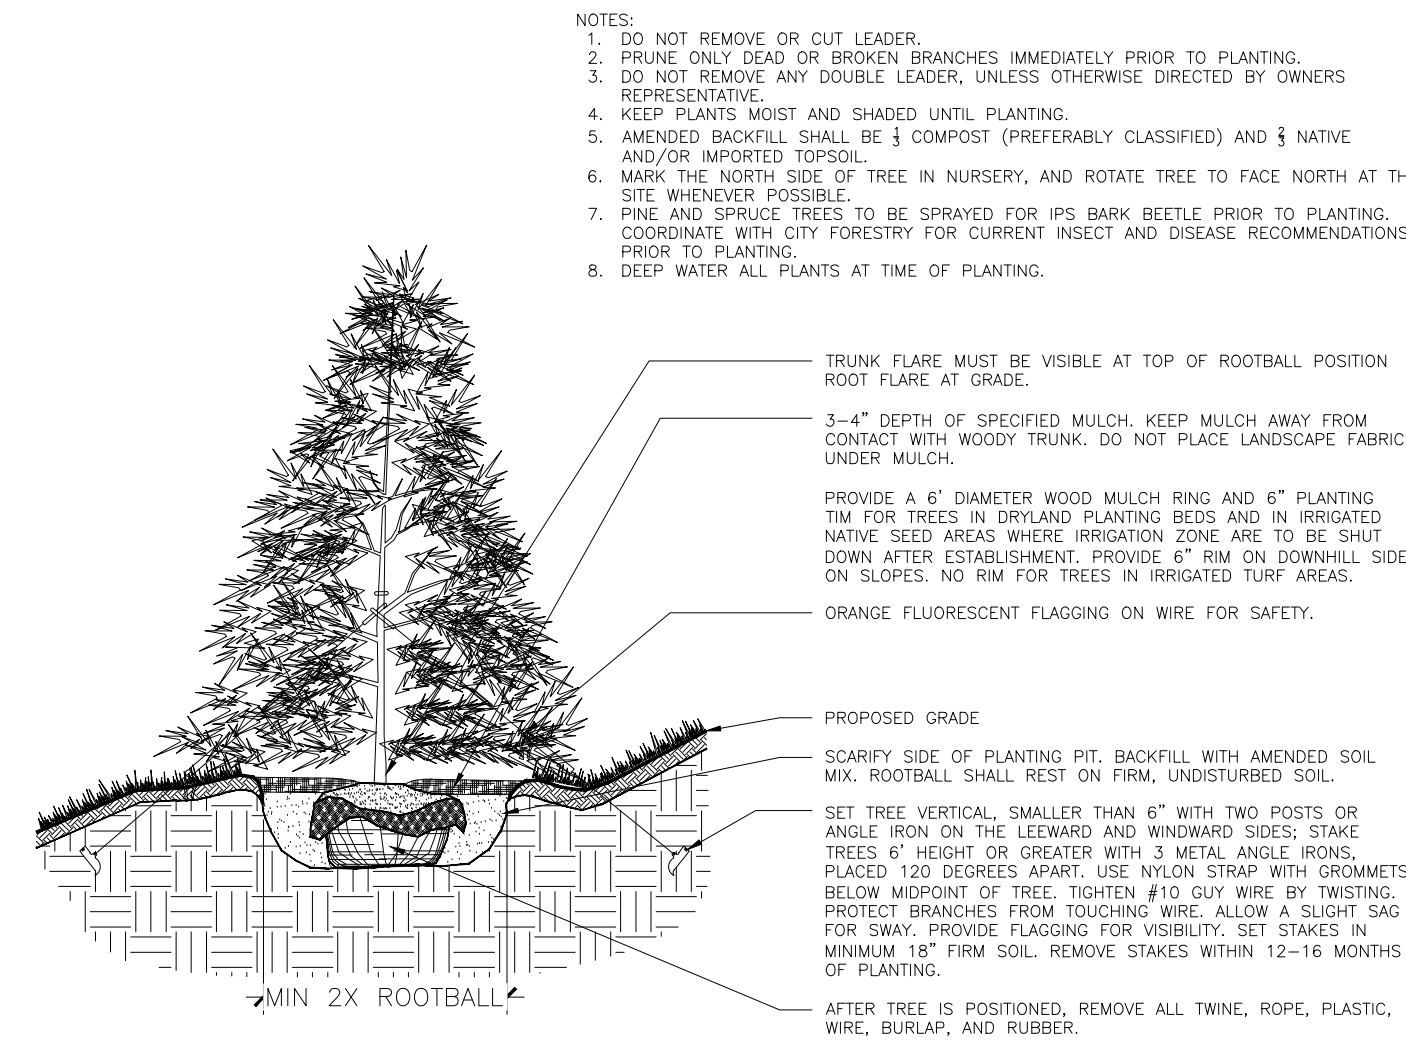 NOTES:
1. DO NOT REMOVE OR CUT LEADER.
2. PRUNE ONLY DEAD OR BROKEN BRANCHES IMMEDIATELY PRIOR TO PLANTING.
3. DO NOT REMOVE ANY DOUBLE LEADER, UNLESS OTHERWISE DIRECTED BY OWNERS
REPRESENTATIVE.
4. KEEP PLANTS MOIST AND SHADED UNTIL PLANTING.
5. AMENDED BACKFILL SHALL BE 1/3 COMPOST (PREFERABLY CLASSIFIED) AND 2/3 NATIVE
AND/OR IMPORTED TOPSOIL.
6. MARK THE NORTH SIDE OF TREE IN NURSERY, AND ROTATE TREE TO FACE NORTH AT TH
SITE WHENEVER POSSIBLE.
7. PINE AND SPRUCE TREES TO BE SPRAYED FOR IPS BARK BEETLE PRIOR TO PLANTING.
COORDINATE WITH CITY FORESTRY FOR CURRENT INSECT AND DISEASE RECOMMENDATIONS
PRIOR TO PLANTING.
8. DEEP WATER ALL PLANTS AT TIME OF PLANTING.
TRUNK FLARE MUST BE VISIBLE AT TOP OF ROOTBALL POSITION
ROOT FLARE AT GRADE.
3-4” DEPTH OF SPECIFIED MULCH. KEEP MULCH AWAY FROM
CONTACT WITH WOODY TRUNK. DO NOT PLACE LANDSCAPE FABRIC
UNDER MULCH.
PROVIDE A 6’ DIAMETER WOOD MULCH RING AND 6” PLANTING
TIM FOR TREES IN DRYLAND PLANTING BEDS AND IN IRRIGATED
NATIVE SEED AREAS WHERE IRRIGATION ZONE ARE TO BE SHUT
DOWN AFTER ESTABLISHMENT. PROVIDE 6” RIM ON DOWNHILL SIDE
ON SLOPES. NO RIM FOR TREES IN IRRIGATED TURF AREAS.
ORANGE FLUORESCENT FLAGGING ON WIRE FOR SAFETY.
PROPOSED GRADE
SCARIFY SIDE OF PLANTING PIT. BACKFILL WITH AMENDED SOIL
MIX. ROOTBALL SHALL REST ON FIRM, UNDISTURBED SOIL.
SET TREE VERTICAL, SMALLER THAN 6” WITH TWO POSTS OR
ANGLE IRON ON THE LEEWARD AND WINDWARD SIDES; STAKE
TREES 6’ HEIGHT OR GREATER WITH 3 METAL ANGLE IRONS,
PLACED 120 DEGREES APART. USE NYLON STRAP WITH GROMMETS
BELOW MIDPOINT OF TREE. TIGHTEN #10 GUY WIRE BY TWISTING.
PROTECT BRANCHES FROM TOUCHING WIRE. ALLOW A SLIGHT SAG
FOR SWAY. PROVIDE FLAGGING FOR VISIBILITY. SET STAKES IN
MINIMUM 18” FIRM SOIL. REMOVE STAKES WITHIN 12-16 MONTHS
OF PLANTING.
MIN 2X ROOTBALL
AFTER TREE IS POSITIONED, REMOVE ALL TWINE, ROPE, PLASTIC,
WIRE, BURLAP, AND RUBBER.